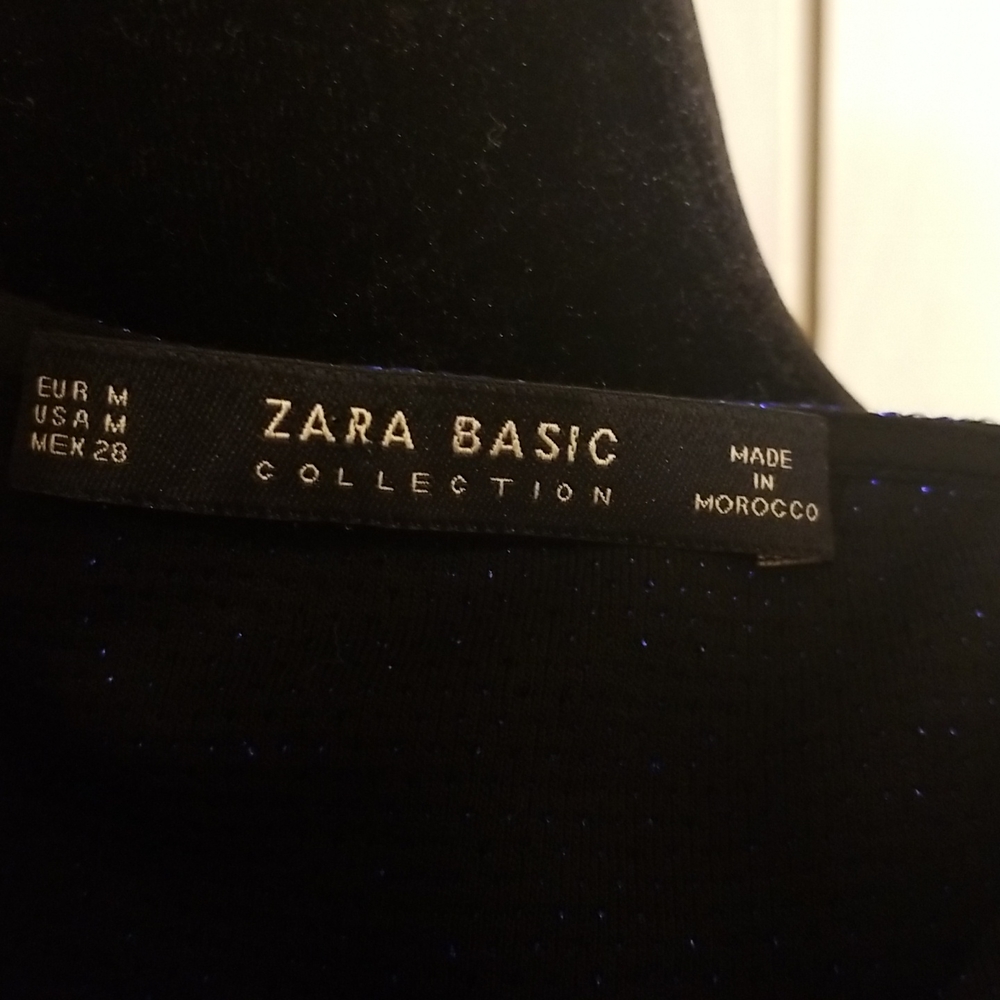 EUR M
USA M
MEX 28
ZARA BASIC
COLLECTION
MADE
IN
MOROCCO